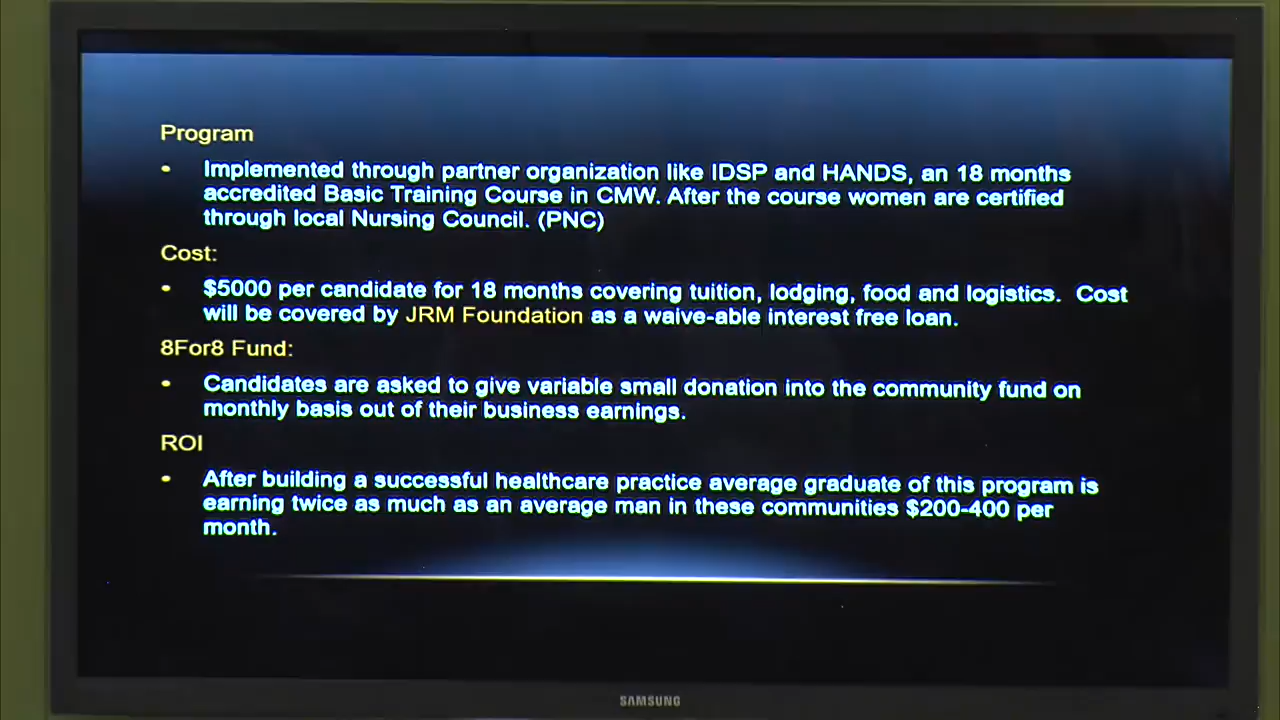 Program
• Implemented through partner organization like IDSP and HANDS, an 18 months
accredited Basic Training Course in CMW. After the course women are certified
through local Nursing Council. (PNC)
Cost:
• $5000 per candidate for 18 months covering tuition, lodging, food and logistics. Cost
will be covered by JRM Foundation as a waive-able interest free loan.
8For8 Fund:
• Candidates are asked to give variable small donation into the community fund on
monthly basis out of their business earnings.
ROI
• After building a successful healthcare practice average graduate of this program is
earning twice as much as an average man in these communities $200-400 per
month.
SAMSUNG